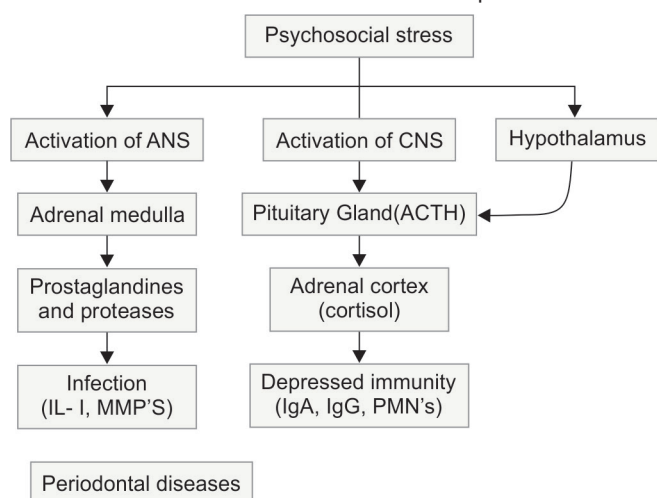 Psychosocial stress
Activation of ANS
Activation of CNS
Hypothalamus
Adrenal medulla
Pituitary Gland(ACTH)
Prostaglandines
and proteases
Adrenal cortex
(cortisol)
Infection
(IL- I, MMP'S)
Depressed immunity
(IgA, IgG, PMN's)
Periodontal diseases